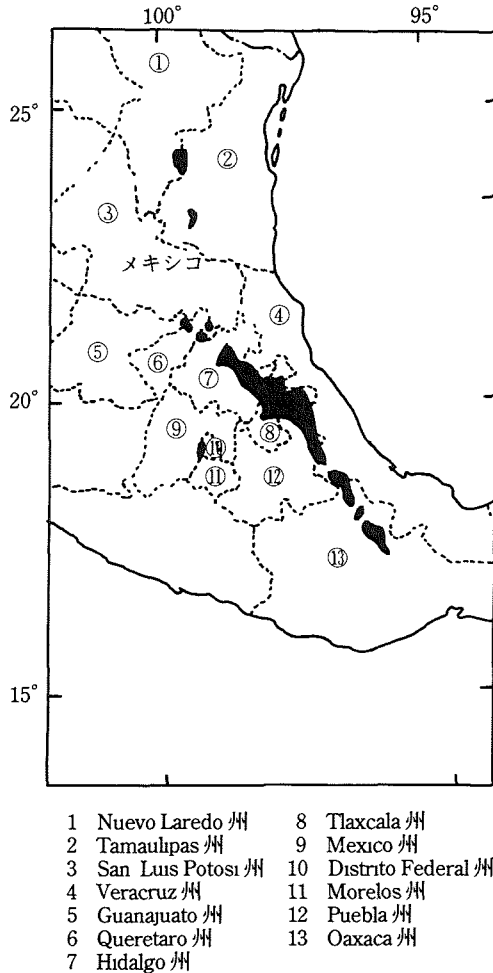 100° 95°
①
25°
②
③
メキシコ
④
⑤ ⑥
⑦
20°
⑨ ⑧
⑩
⑪ ⑫
⑬
15°
100° 95°
1 Nuevo Laredo 州
2 Tamaulipas 州
3 San Luis Potosi 州
4 Veracruz 州
5 Guanajuato 州
6 Queretaro 州
7 Hidalgo 州
8 Tlaxcala 州
9 Mexico 州
10 Distrito Federal 州
11 Morelos 州
12 Puebla 州
13 Oaxaca 州